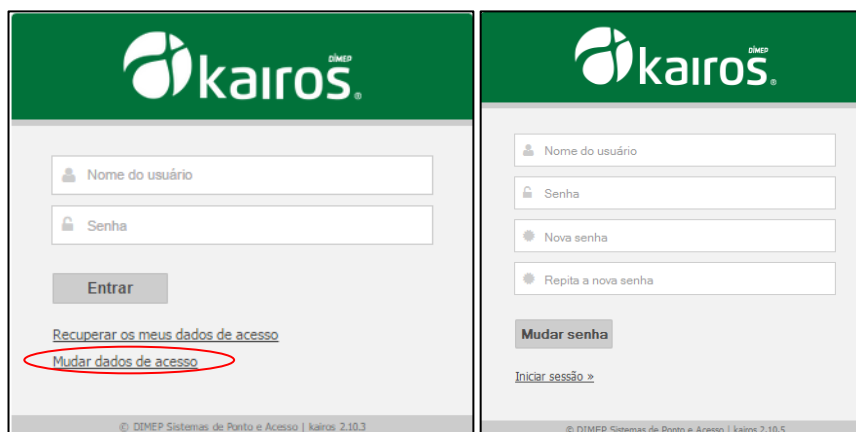 DIMEP
kairos®
Nome do usuário
Senha
Entrar
Recuperar os meus dados de acesso
Mudar dados de acesso
© DIMEP Sistemas de Ponto e Acesso | kairos 2.10.3
DIMEP
kairos®
Nome do usuário
Senha
Nova senha
Repita a nova senha
Mudar senha
Iniciar sessão »
© DIMEP Sistemas de Ponto e Acesso | kairos 2.10.5